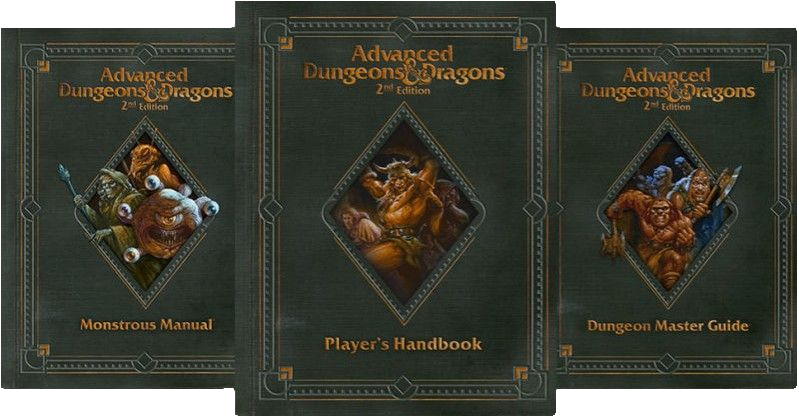 Advanced
Dungeons & Dragons
2nd Edition
Monstrous Manual
Advanced
Dungeons & Dragons
2nd Edition
Player's Handbook
Advanced
Dungeons & Dragons
2nd Edition
Dungeon Master Guide